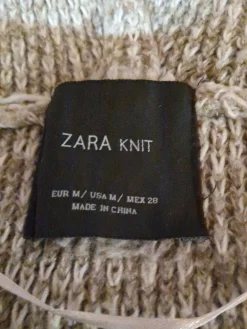 ZARA KNIT
EUR M/ USA M/ MEX 28
MADE IN CHINA